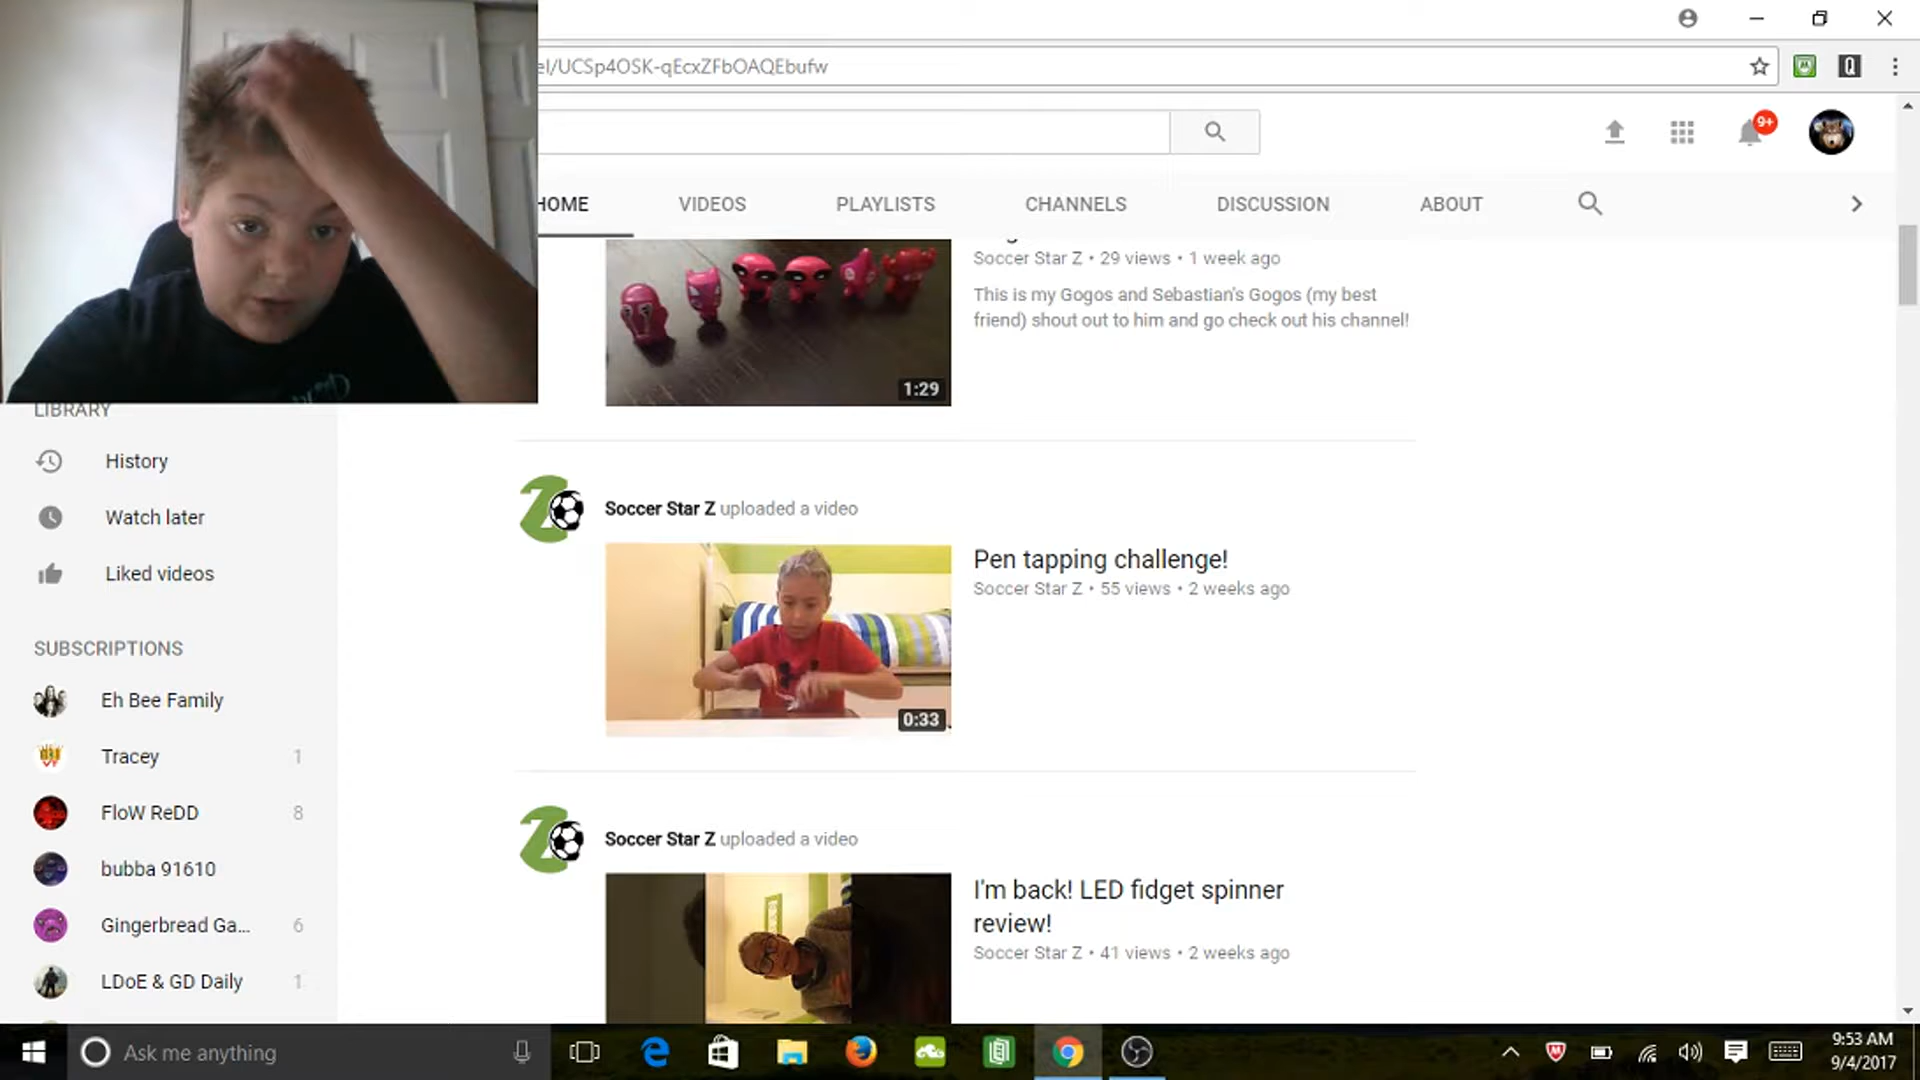 el/UCSp4OSK-qEcxZFbOAQEbufw
9+
HOME VIDEOS PLAYLISTS CHANNELS DISCUSSION ABOUT
Soccer Star Z • 29 views • 1 week ago
This is my Gogos and Sebastian's Gogos (my best
friend) shout out to him and go check out his channel!
1:29
LIBRARY
History
Watch later
Liked videos
SUBSCRIPTIONS
Eh Bee Family
Tracey 1
FloW ReDD 8
bubba 91610
Gingerbread Ga... 6
LDoE & GD Daily 1
Soccer Star Z uploaded a video
Pen tapping challenge!
Soccer Star Z • 55 views • 2 weeks ago
0:33
Soccer Star Z uploaded a video
I'm back! LED fidget spinner
review!
Soccer Star Z • 41 views • 2 weeks ago
Ask me anything
9:53 AM
9/4/2017